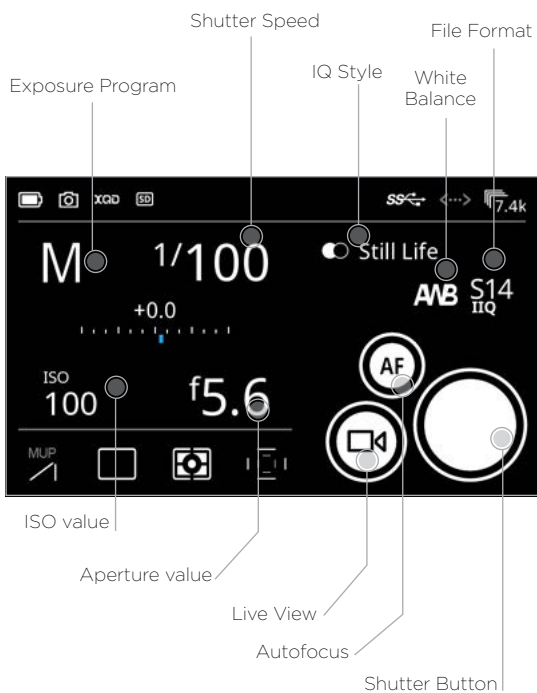 Shutter Speed
File Format
IQ Style
White
Balance
Exposure Program
XQD
SD
SS
7.4k
M
1/100
Still Life
+0.0
AWB
S14
IIQ
AF
ISO
100
f5.6
MUP
ISO value
Aperture value
Live View
Autofocus
Shutter Button